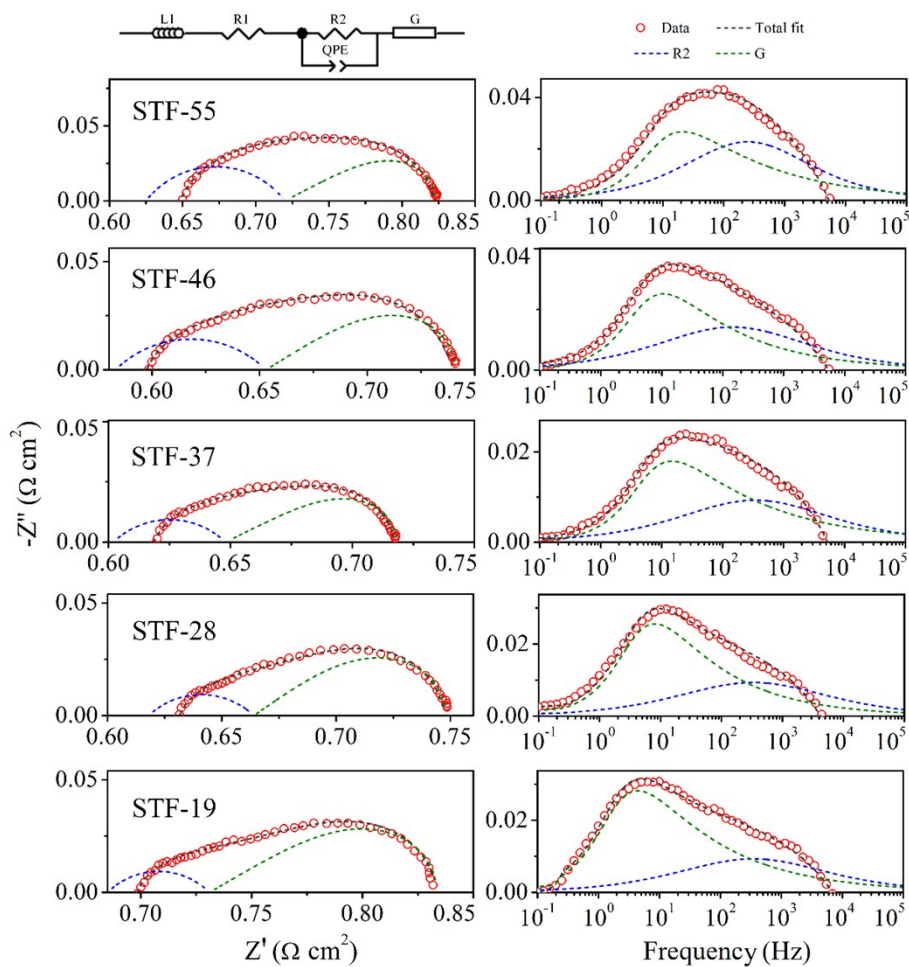 L1 R1 R2 G
QPE
Data Total fit
R2 G
STF-55
0.05
0.00
0.60 0.65 0.70 0.75 0.80 0.85
0.04
0.00
10⁻¹ 10⁰ 10¹ 10² 10³ 10⁴ 10⁵
STF-46
0.05
0.00
0.60 0.65 0.70 0.75
0.04
0.00
10⁻¹ 10⁰ 10¹ 10² 10³ 10⁴ 10⁵
STF-37
0.05
0.00
0.60 0.65 0.70 0.75
0.02
0.00
10⁻¹ 10⁰ 10¹ 10² 10³ 10⁴ 10⁵
STF-28
0.05
0.00
0.60 0.65 0.70 0.75
0.02
0.00
10⁻¹ 10⁰ 10¹ 10² 10³ 10⁴ 10⁵
STF-19
0.05
0.00
0.70 0.75 0.80 0.85
0.02
0.00
10⁻¹ 10⁰ 10¹ 10² 10³ 10⁴ 10⁵
-Z'' (Ω cm²)
Z' (Ω cm²)
Frequency (Hz)